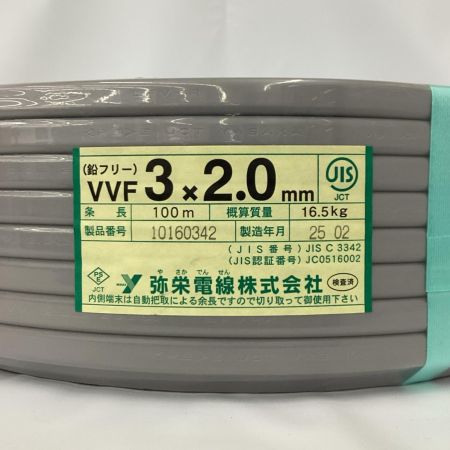 (鉛フリー)
VVF 3×2.0mm
JIS
JCT
条長 100m 概算質量 16.5kg
製品番号 10160342 製造年月 25 02
(JIS番号) JIS C 3342
(JIS認証番号) JC0516002
PSE
JCT
やさかでんせん
弥栄電線株式会社
検査済
内側端末は自動把取による余長ですので切り取って御使用下さい